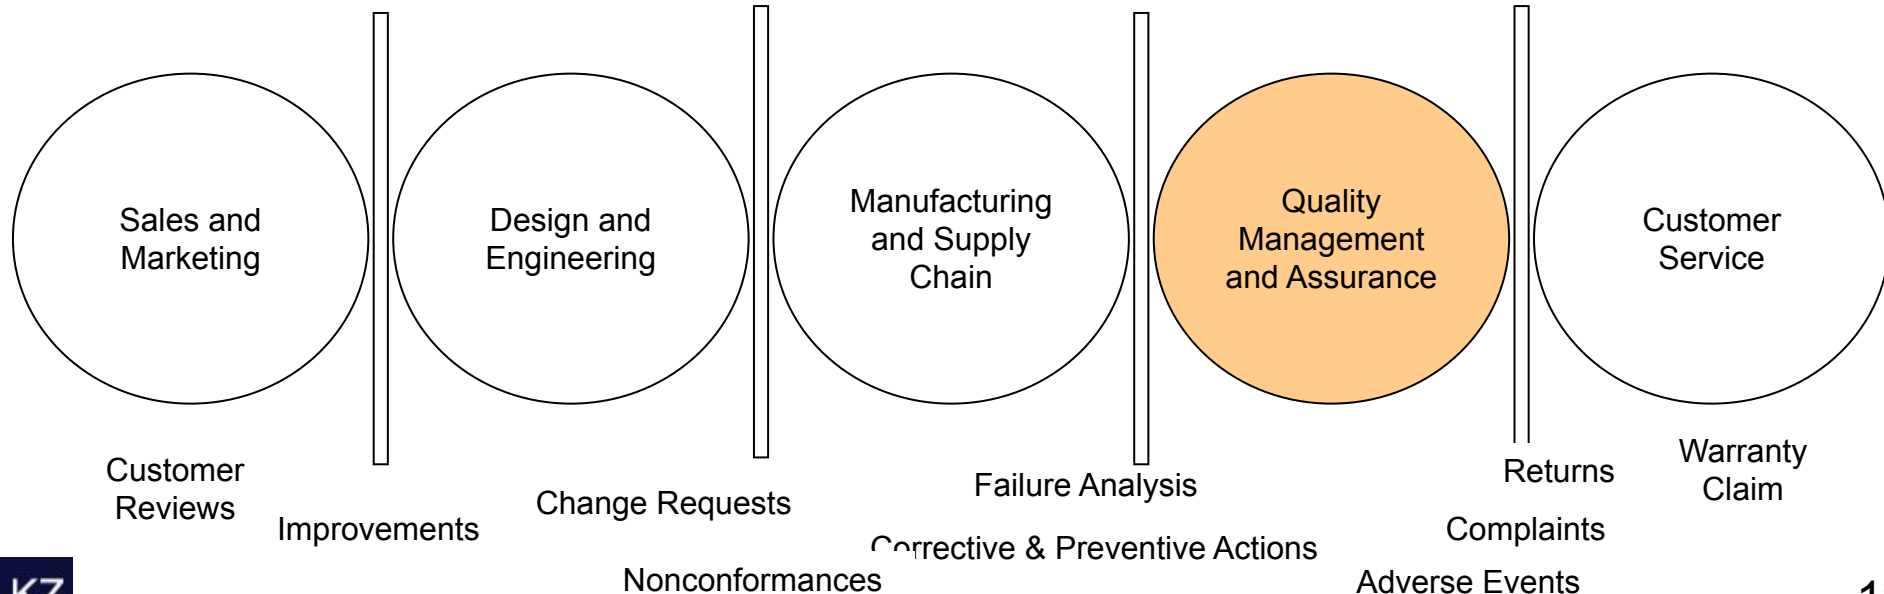 Sales and
Marketing
Design and
Engineering
Manufacturing
and Supply
Chain
Quality
Management
and Assurance
Customer
Service
Customer
Reviews
Improvements
Change Requests
Nonconformances
Failure Analysis
Corrective & Preventive Actions
Returns
Complaints
Adverse Events
Warranty
Claim